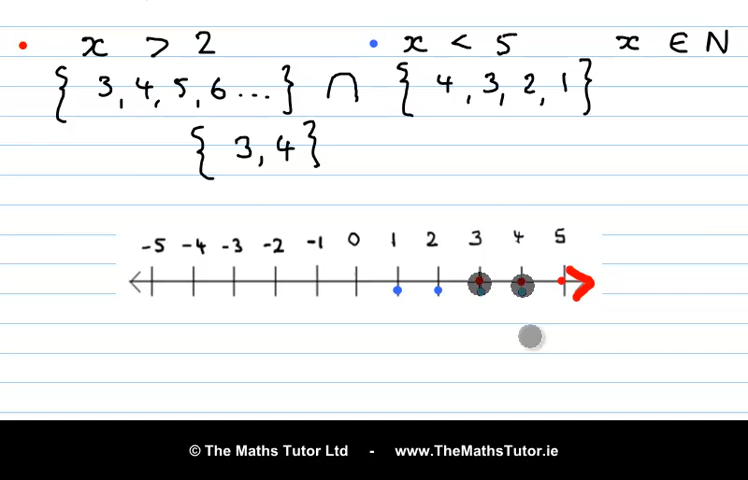 • x > 2 • x < 5 x ∈ N
{ 3, 4, 5, 6 ... } ∩ { 4, 3, 2, 1 }
{ 3, 4 }
-5 -4 -3 -2 -1 0 1 2 3 4 5
© The Maths Tutor Ltd - www.TheMathsTutor.ie